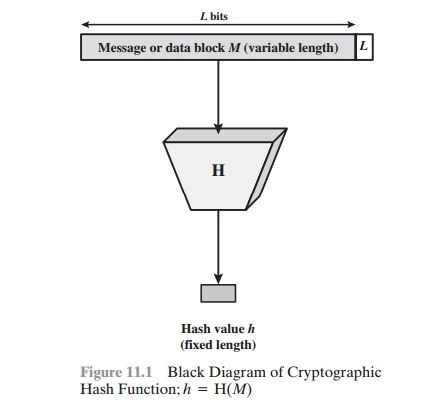 L bits
Message or data block M (variable length) L
H
Hash value h
(fixed length)
Figure 11.1 Black Diagram of Cryptographic
Hash Function; h = H(M)